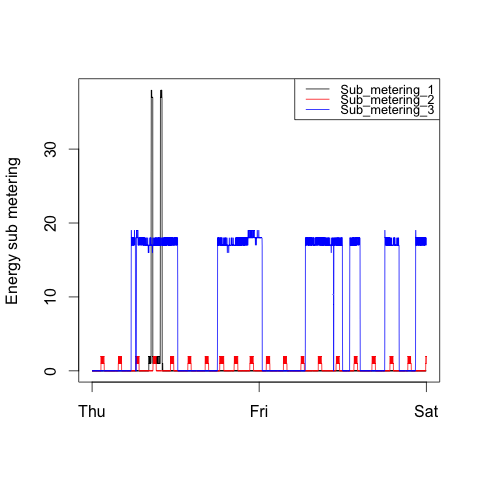 Sub_metering_1
Sub_metering_2
Sub_metering_3
Energy sub metering
30
20
10
0
Thu Fri Sat